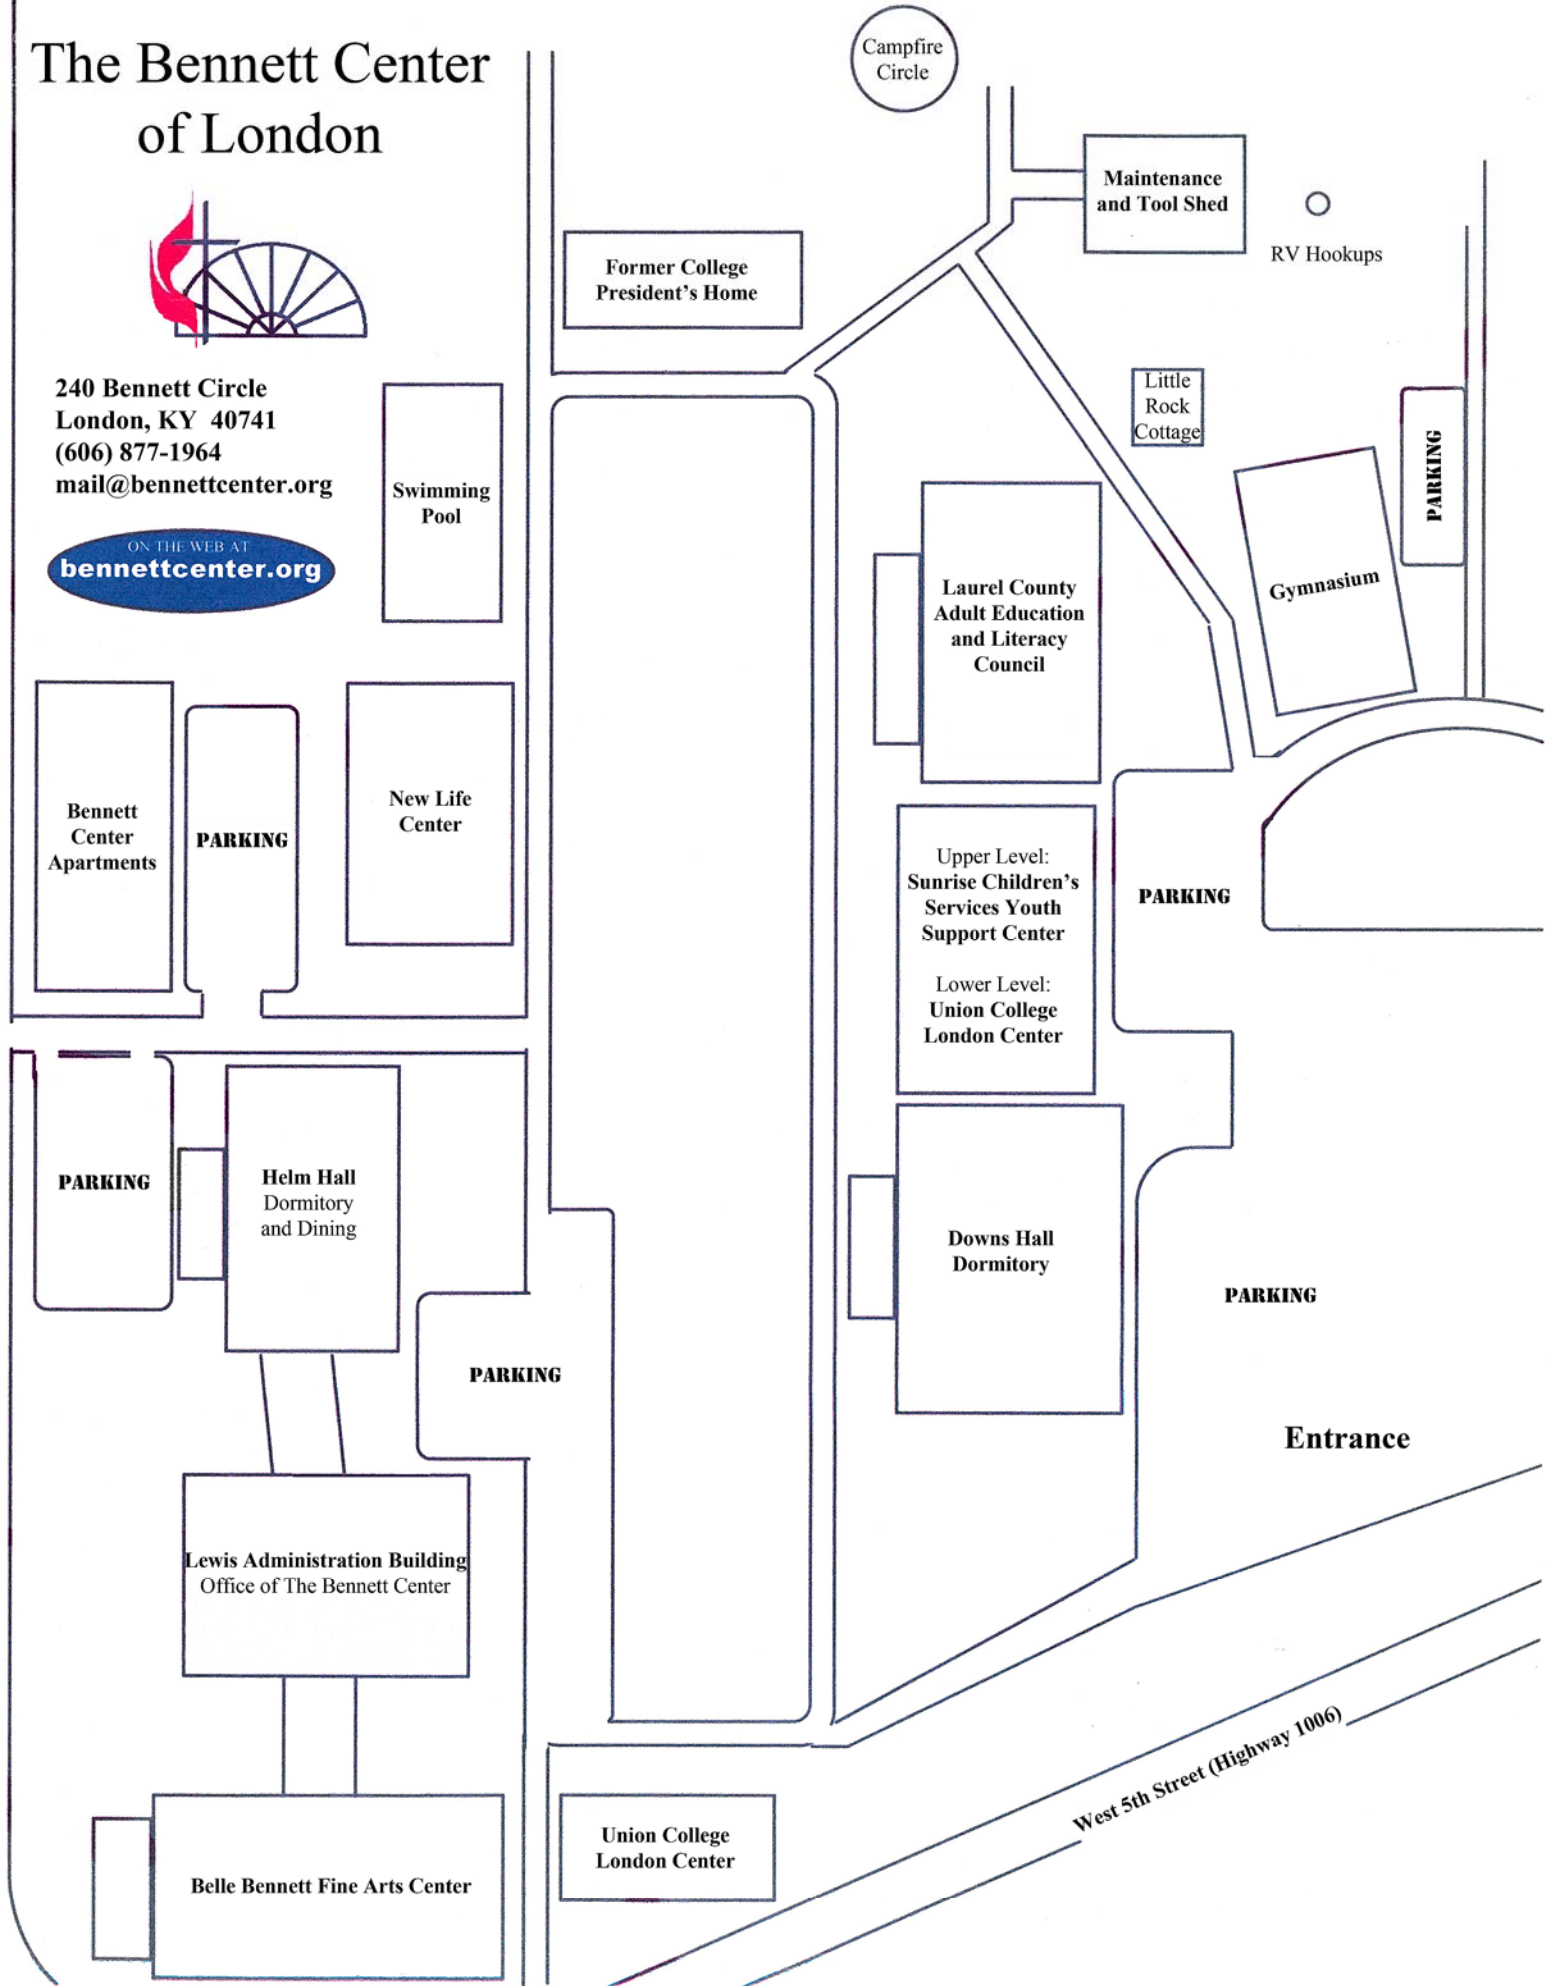 The Bennett Center
of London
240 Bennett Circle
London, KY  40741
(606) 877-1964
mail@bennettcenter.org
ON THE WEB AT
bennettcenter.org
Campfire
Circle
Maintenance
and Tool Shed
RV Hookups
Former College
President's Home
Little
Rock
Cottage
PARKING
Swimming
Pool
Gymnasium
Laurel County
Adult Education
and Literacy
Council
Bennett
Center
Apartments
PARKING
New Life
Center
Upper Level:
Sunrise Children's
Services Youth
Support Center
Lower Level:
Union College
London Center
PARKING
PARKING
Helm Hall
Dormitory
and Dining
Downs Hall
Dormitory
PARKING
PARKING
Entrance
Lewis Administration Building
Office of The Bennett Center
West 5th Street (Highway 1006)
Union College
London Center
Belle Bennett Fine Arts Center